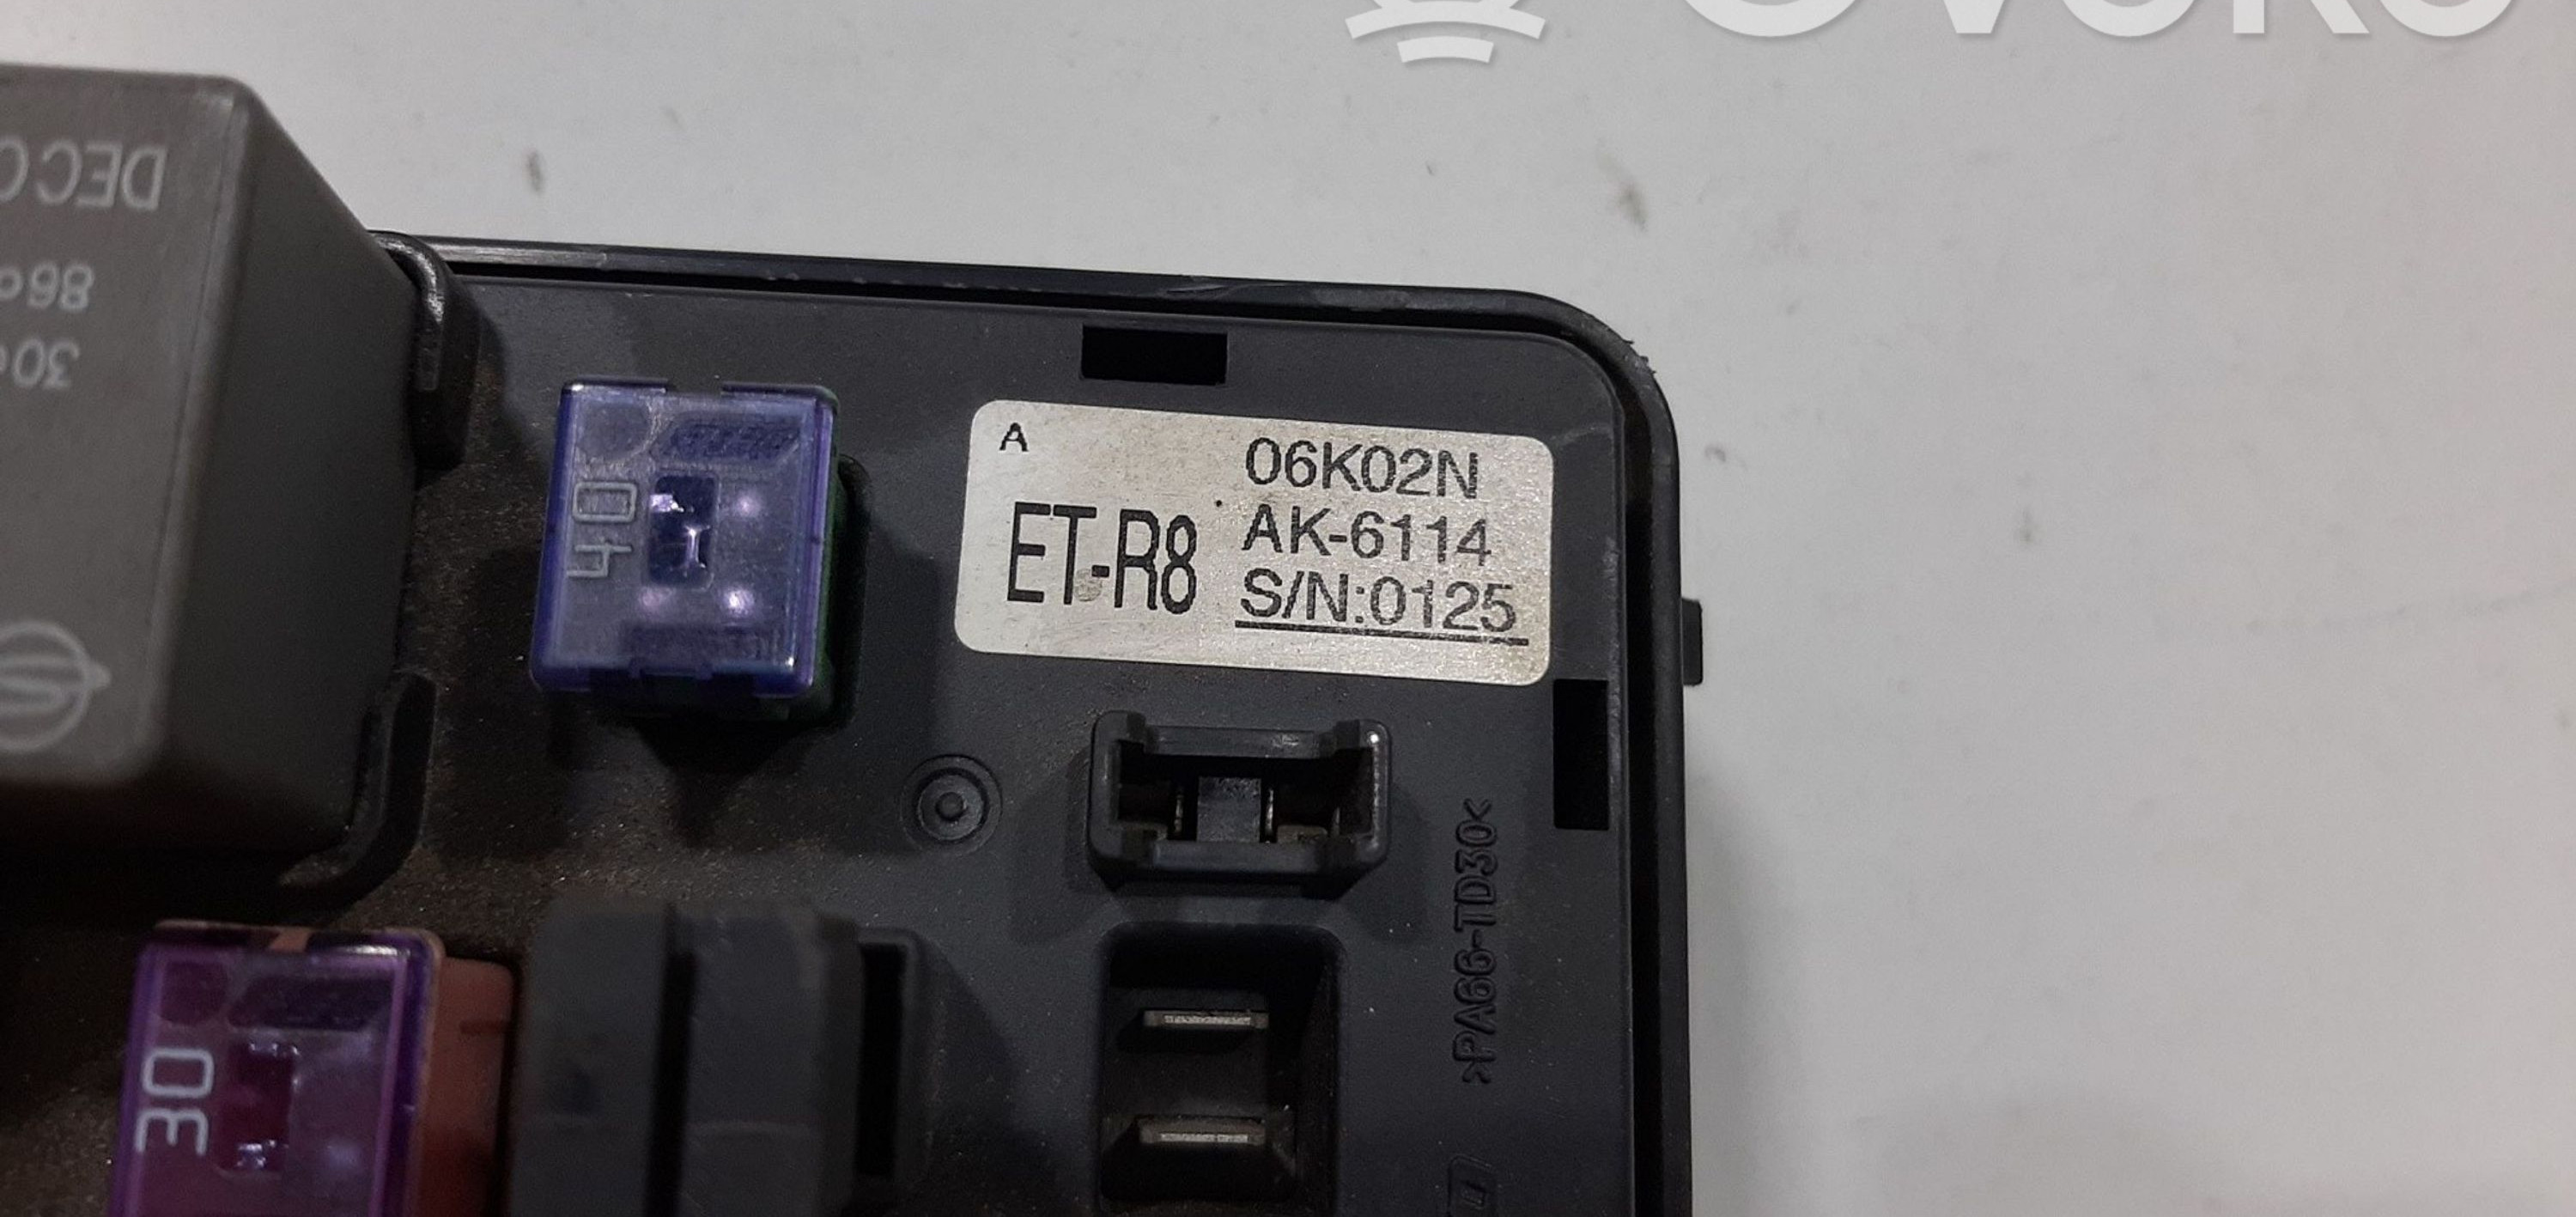 DEC
86
30
40
A
06K02N
ET-R8
AK-6114
S/N:0125
>PA66-TD30<
30